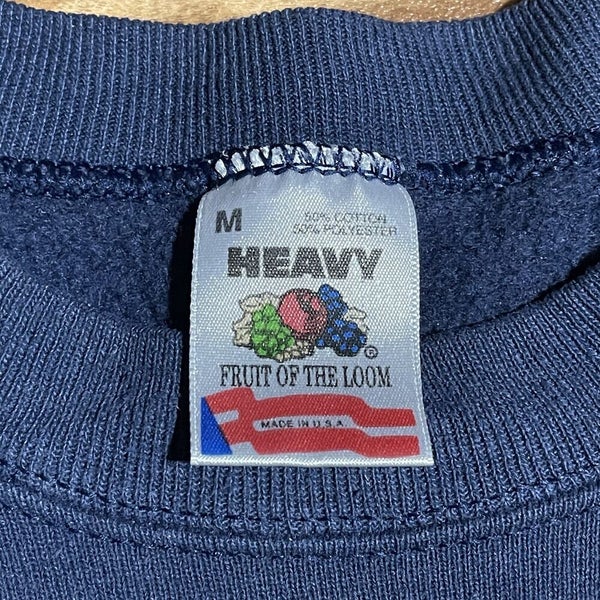 M
50% COTTON
50% POLYESTER
HEAVY
®
FRUIT OF THE LOOM
MADE IN U.S.A.